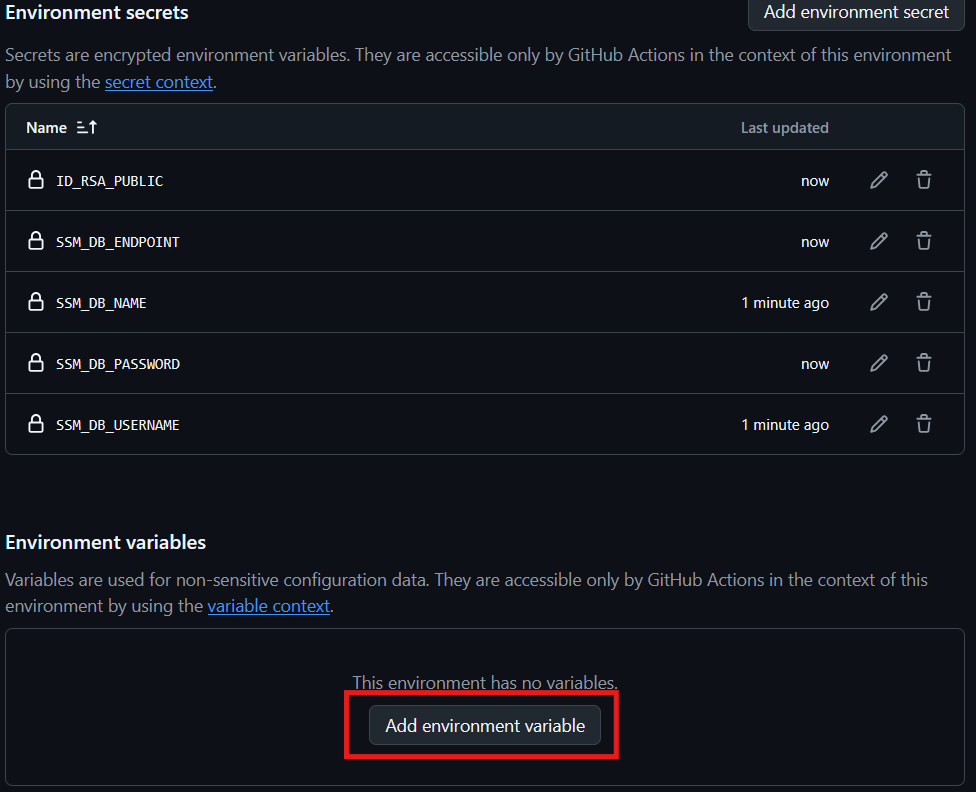 Environment secrets
Add environment secret
Secrets are encrypted environment variables. They are accessible only by GitHub Actions in the context of this environment
by using the secret context.
Name
Last updated
ID_RSA_PUBLIC
now
SSM_DB_ENDPOINT
now
SSM_DB_NAME
1 minute ago
SSM_DB_PASSWORD
now
SSM_DB_USERNAME
1 minute ago
Environment variables
Variables are used for non-sensitive configuration data. They are accessible only by GitHub Actions in the context of this
environment by using the variable context.
This environment has no variables.
Add environment variable